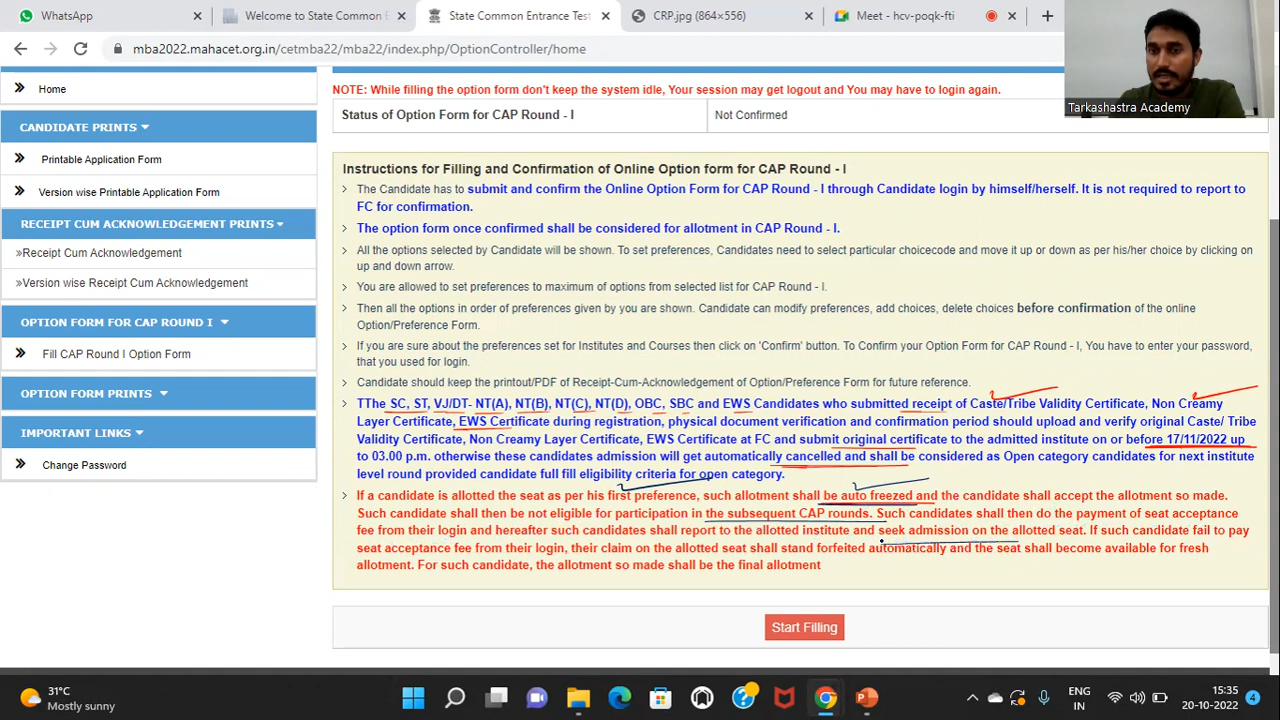 WhatsApp
Welcome to State Common E
State Common Entrance Test
CRP.jpg (864×556)
Meet - hcv-poqk-fti
mba2022.mahacet.org.in/cetmba22/mba22/index.php/OptionController/home
Tarkashastra Academy
Home
CANDIDATE PRINTS
Printable Application Form
Version wise Printable Application Form
RECEIPT CUM ACKNOWLEDGEMENT PRINTS
»Receipt Cum Acknowledgement
»Version wise Receipt Cum Acknowledgement
OPTION FORM FOR CAP ROUND I
Fill CAP Round I Option Form
OPTION FORM PRINTS
IMPORTANT LINKS
Change Password
NOTE: While filling the option form don't keep the system idle, Your session may get logout and You may have to login again.
Status of Option Form for CAP Round - I
Not Confirmed
Instructions for Filling and Confirmation of Online Option form for CAP Round - I
The Candidate has to submit and confirm the Online Option Form for CAP Round - I through Candidate login by himself/herself. It is not required to report to
FC for confirmation.
The option form once confirmed shall be considered for allotment in CAP Round - I.
All the options selected by Candidate will be shown. To set preferences, Candidates need to select particular choicecode and move it up or down as per his/her choice by clicking on
up and down arrow.
You are allowed to set preferences to maximum of options from selected list for CAP Round - I.
Then all the options in order of preferences given by you are shown. Candidate can modify preferences, add choices, delete choices before confirmation of the online
Option/Preference Form.
If you are sure about the preferences set for Institutes and Courses then click on 'Confirm' button. To Confirm your Option Form for CAP Round - I, You have to enter your password,
that you used for login.
Candidate should keep the printout/PDF of Receipt-Cum-Acknowledgement of Option/Preference Form for future reference.
TThe SC, ST, VJ/DT- NT(A), NT(B), NT(C), NT(D), OBC, SBC and EWS Candidates who submitted receipt of Caste/Tribe Validity Certificate, Non Creamy
Layer Certificate, EWS Certificate during registration, physical document verification and confirmation period should upload and verify original Caste/ Tribe
Validity Certificate, Non Creamy Layer Certificate, EWS Certificate at FC and submit original certificate to the admitted institute on or before 17/11/2022 up
to 03.00 p.m. otherwise these candidates admission will get automatically cancelled and shall be considered as Open category candidates for next institute
level round provided candidate full fill eligibility criteria for open category.
If a candidate is allotted the seat as per his first preference, such allotment shall be auto freezed and the candidate shall accept the allotment so made.
Such candidate shall then be not eligible for participation in the subsequent CAP rounds. Such candidates shall then do the payment of seat acceptance
fee from their login and hereafter such candidates shall report to the allotted institute and seek admission on the allotted seat. If such candidate fail to pay
seat acceptance fee from their login, their claim on the allotted seat shall stand forfeited automatically and the seat shall become available for fresh
allotment. For such candidate, the allotment so made shall be the final allotment
Start Filling
31°C
Mostly sunny
ENG
IN
15:35
20-10-2022
4